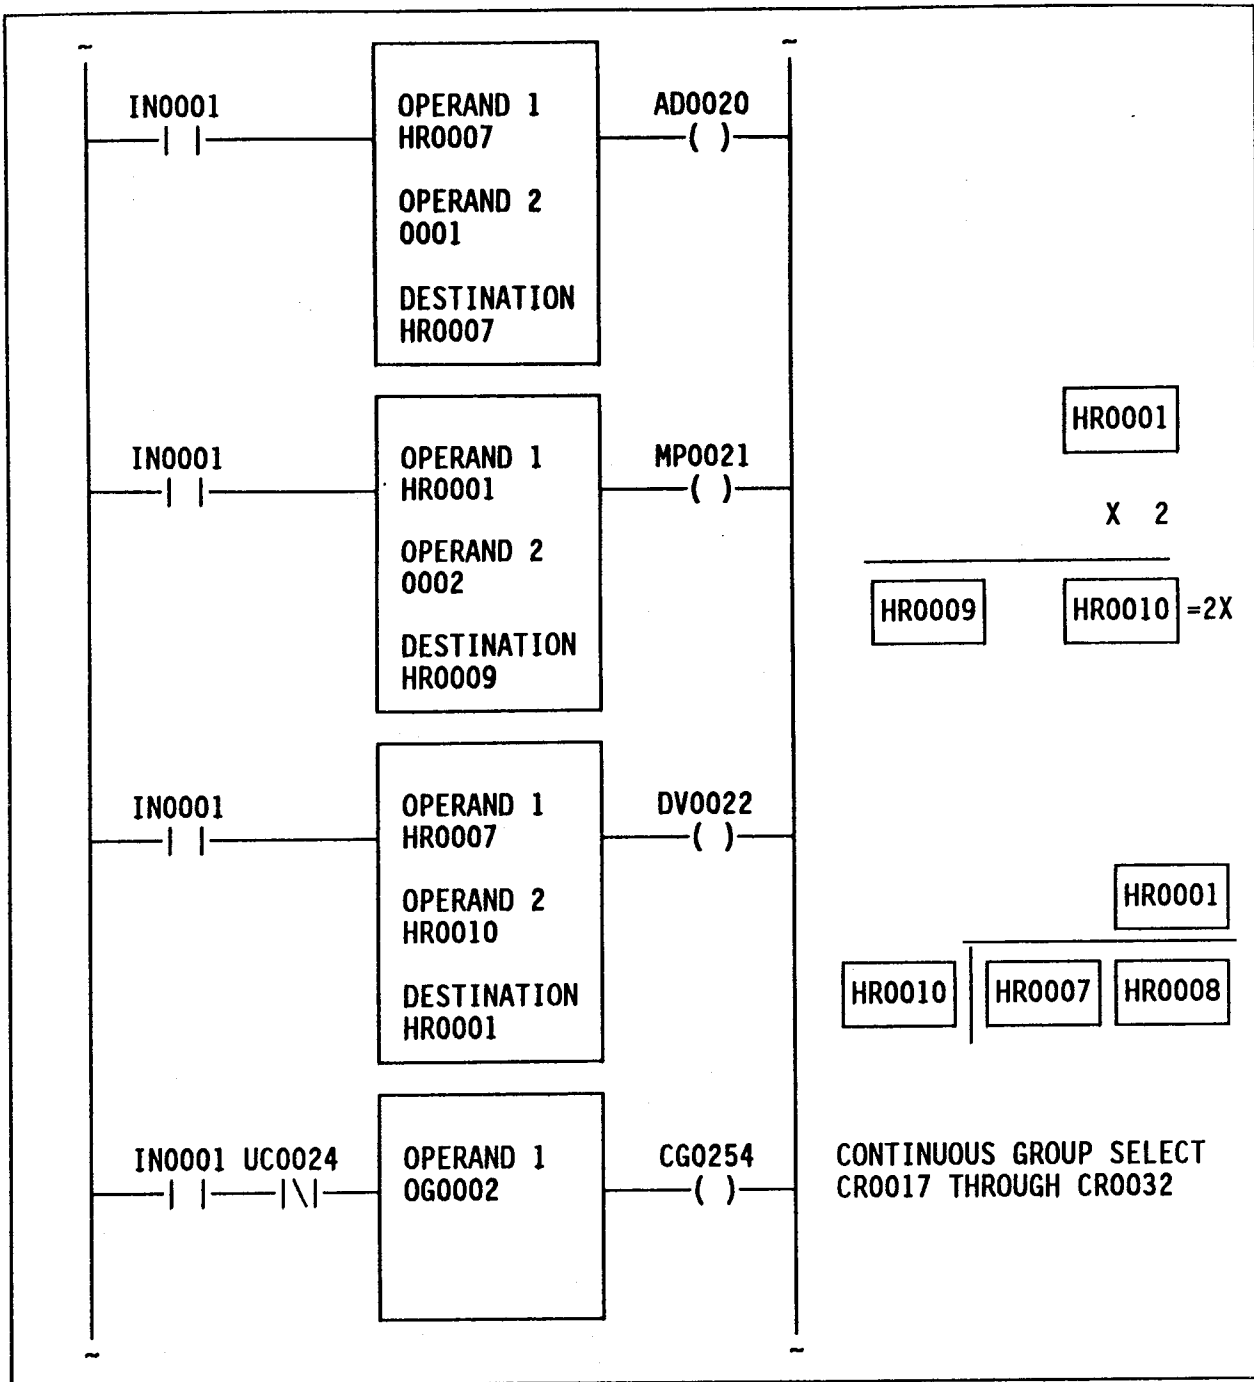 IN0001
OPERAND 1
HR0007
OPERAND 2
0001
DESTINATION
HR0007
AD0020
( )
IN0001
OPERAND 1
HR0001
OPERAND 2
0002
DESTINATION
HR0009
MP0021
( )
HR0001
X 2
HR0009 HR0010 =2X
IN0001
OPERAND 1
HR0007
OPERAND 2
HR0010
DESTINATION
HR0001
DV0022
( )
HR0001
HR0010 HR0007 HR0008
IN0001 UC0024
OPERAND 1
OG0002
CG0254
( )
CONTINUOUS GROUP SELECT
CR0017 THROUGH CR0032